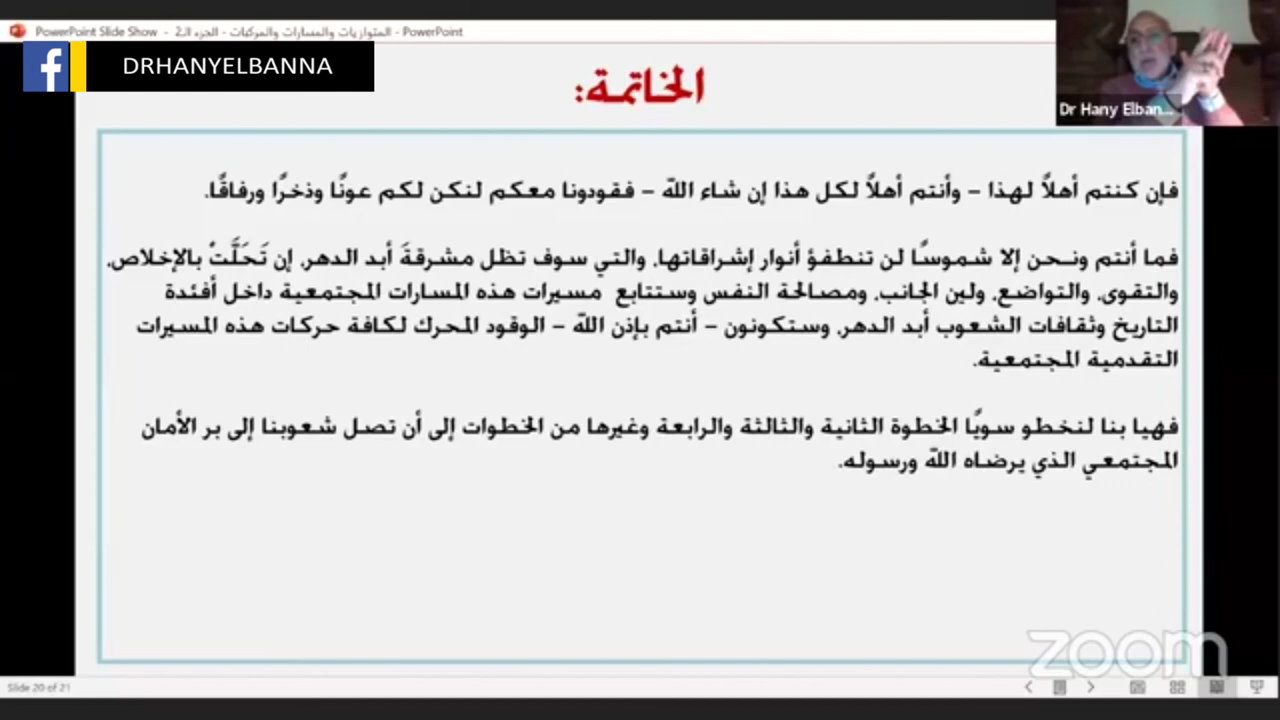 PowerPoint Slide Show - المتوازيات والمسارات والمركبات - الجزء الـ2 - PowerPoint
DRHANYELBANNA
Dr Hany Elban...
الخاتمة:
فإن كنتم أهلاً لهذا – وأنتم أهلاً لكل هذا إن شاء الله – فقودونا معكم لنكن لكم عونًا وذخرًا ورفاقًا.
فما أنتم ونحن إلا شموسًا لن تنطفؤ أنوار إشراقاتها، والتي سوف تظل مشرقةَ أبد الدهر، إن تَحَلَّتْ بالإخلاص،
والتقوى، والتواضع، ولين الجانب، ومصالحة النفس وستتابع مسيرات هذه المسارات المجتمعية داخل أفئدة
التاريخ وثقافات الشعوب أبد الدهر، وستكونون – أنتم بإذن الله – الوقود المحرك لكافة حركات هذه المسيرات
التقدمية المجتمعية.
فهيا بنا لنخطو سويًا الخطوة الثانية والثالثة والرابعة وغيرها من الخطوات إلى أن تصل شعوبنا إلى بر الأمان
المجتمعي الذي يرضاه الله ورسوله.
zoom
Slide 20 of 21